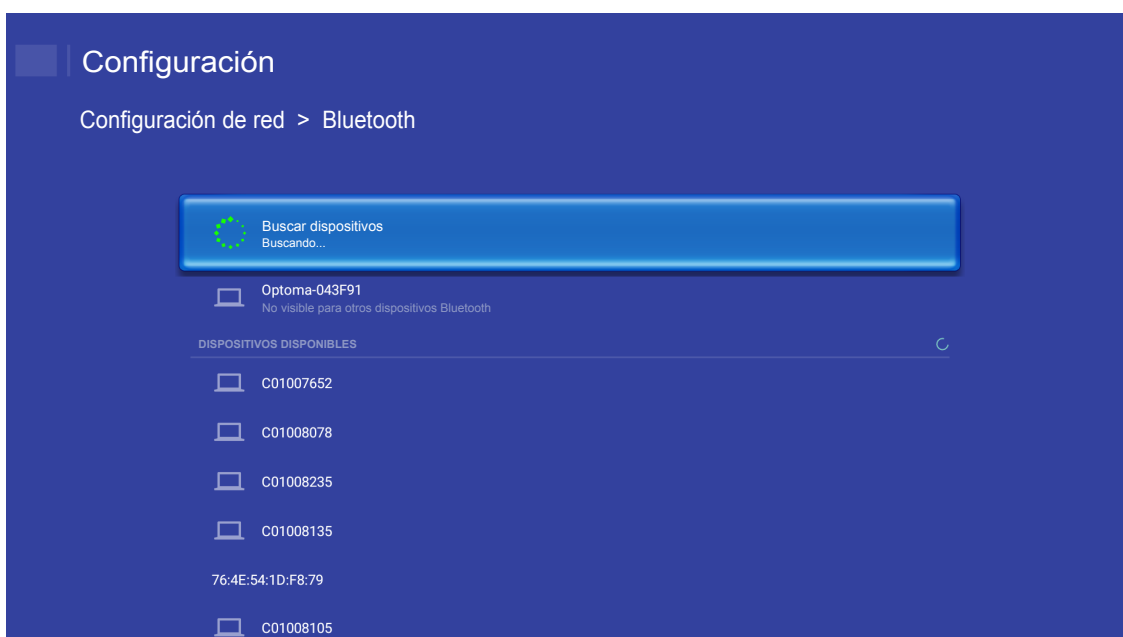 Configuración
Configuración de red > Bluetooth
Buscar dispositivos
Buscando...
Optoma-043F91
No visible para otros dispositivos Bluetooth
DISPOSITIVOS DISPONIBLES
C01007652
C01008078
C01008235
C01008135
76:4E:54:1D:F8:79
C01008105